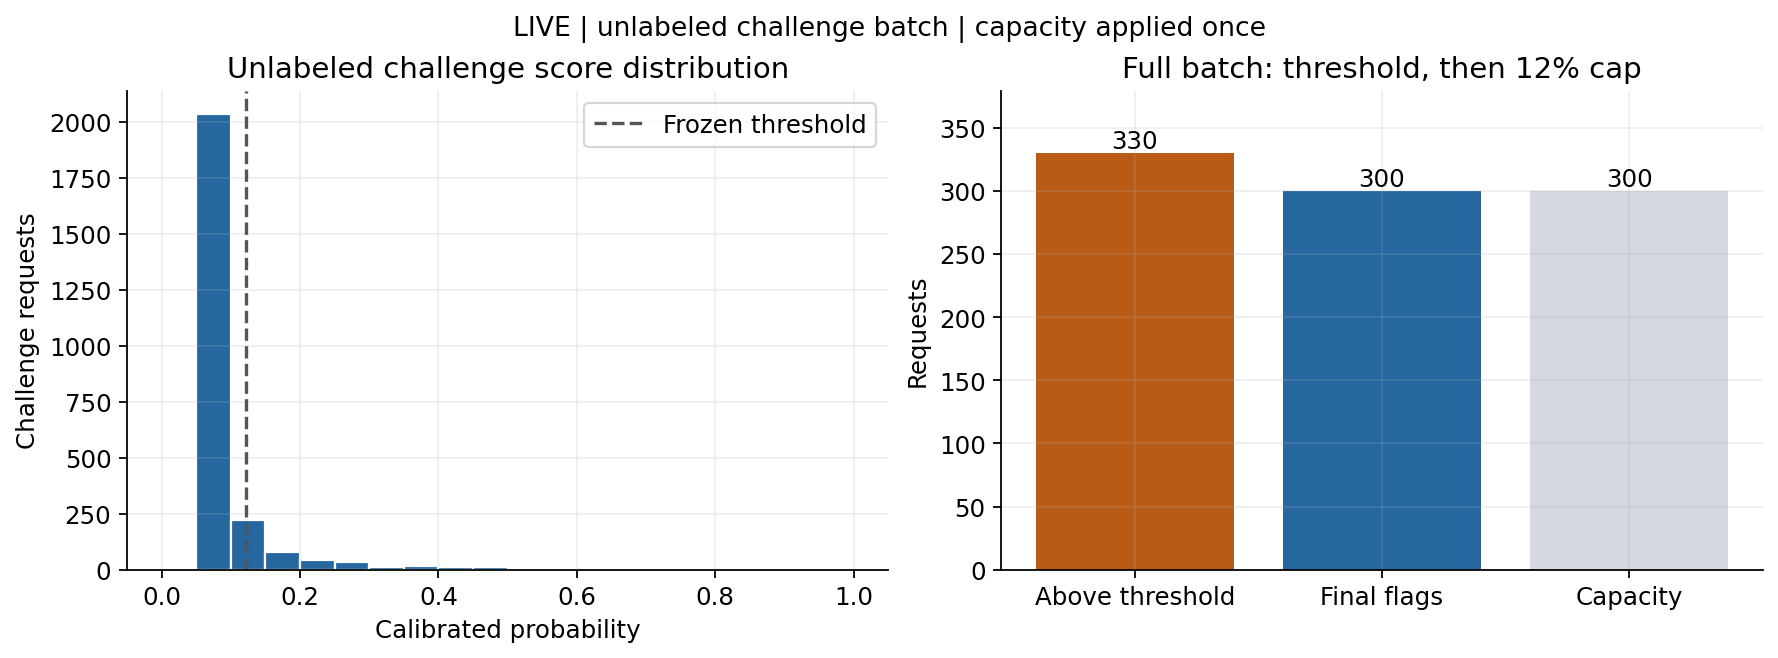 LIVE | unlabeled challenge batch | capacity applied once
Unlabeled challenge score distribution
Frozen threshold
Challenge requests
2000
1750
1500
1250
1000
750
500
250
0
0.0
0.2
0.4
0.6
0.8
1.0
Calibrated probability
Full batch: threshold, then 12% cap
Requests
350
300
250
200
150
100
50
0
330
300
300
Above threshold
Final flags
Capacity